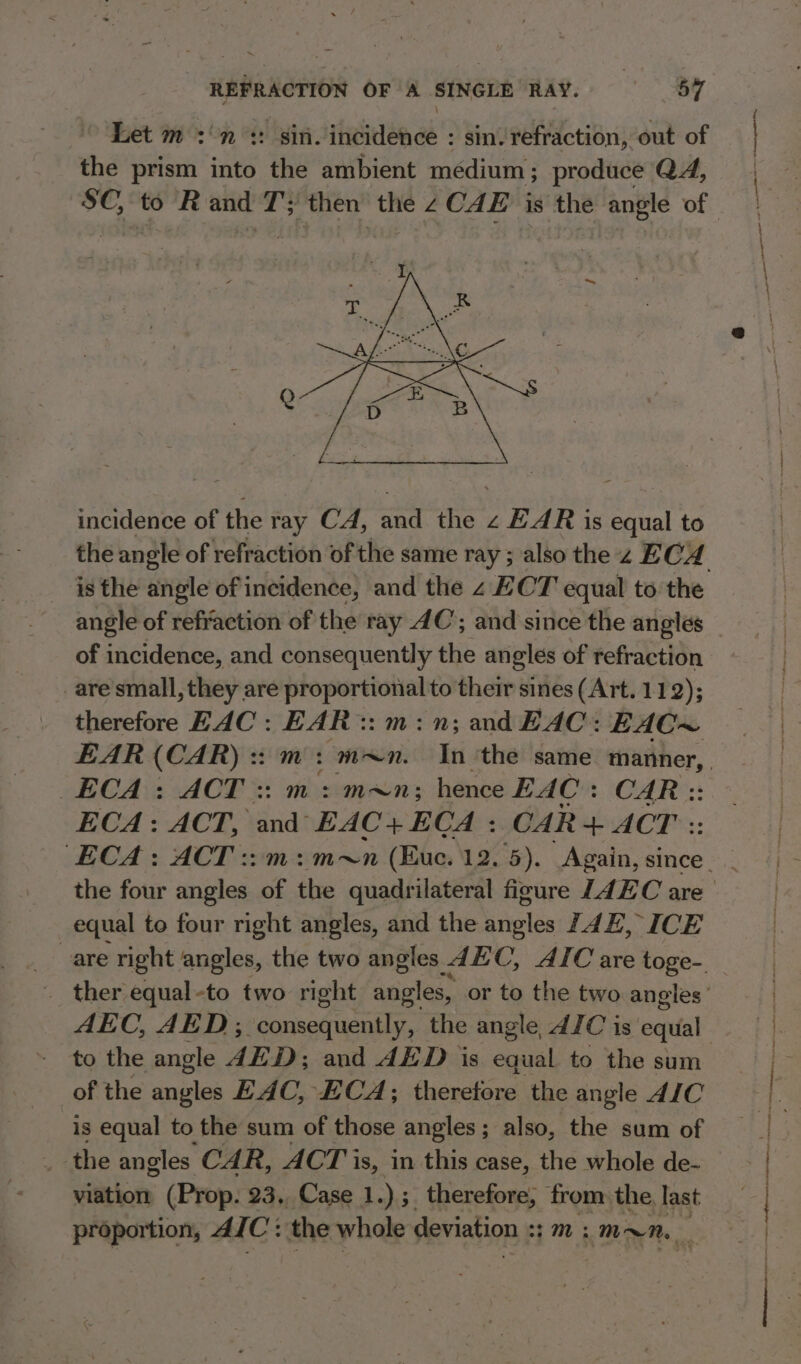 REFRACTION OF A SINGLE RAY. 57
Let m : n :: sin. incidence : sin. refraction, out of
the prism into the ambient medium; produce QA,
SC, to R and T; then the ∠ CAE is the angle of
I
T R
A C
Q E S
D B
incidence of the ray CA, and the ∠ EAR is equal to
the angle of refraction of the same ray; also the ∠ ECA
is the angle of incidence, and the ∠ ECT equal to the
angle of refraction of the ray AC; and since the angles
of incidence, and consequently the angles of refraction
are small, they are proportional to their sines (Art. 112);
therefore EAC : EAR :: m : n; and EAC : EAC~
EAR (CAR) :: m : m~n. In the same manner,
ECA : ACT :: m : m~n; hence EAC : CAR ::
ECA : ACT, and EAC+ECA : CAR+ACT ::
ECA : ACT :: m : m~n (Euc. 12. 5). Again, since
the four angles of the quadrilateral figure IAEC are
equal to four right angles, and the angles IAE, ICE
are right angles, the two angles AEC, AIC are toge-
ther equal to two right angles, or to the two angles
AEC, AED; consequently, the angle AIC is equal
to the angle AED; and AED is equal to the sum
of the angles EAC, ECA; therefore the angle AIC
is equal to the sum of those angles; also, the sum of
the angles CAR, ACT is, in this case, the whole de-
viation (Prop. 23. Case 1.); therefore, from the last
proportion, AIC : the whole deviation :: m : m~n.